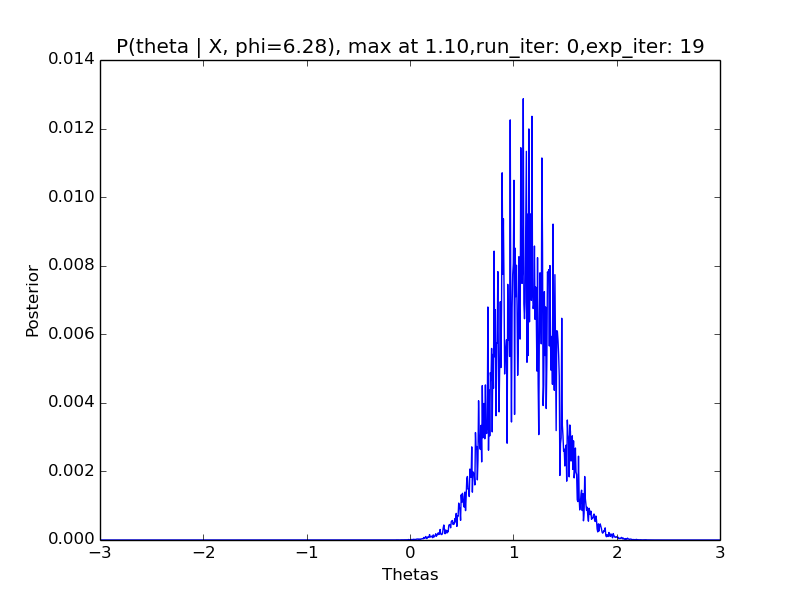 P(theta | X, phi=6.28), max at 1.10,run_iter: 0,exp_iter: 19
0.014
0.012
0.010
0.008
0.006
0.004
0.002
0.000
Posterior
−3 −2 −1 0 1 2 3
Thetas